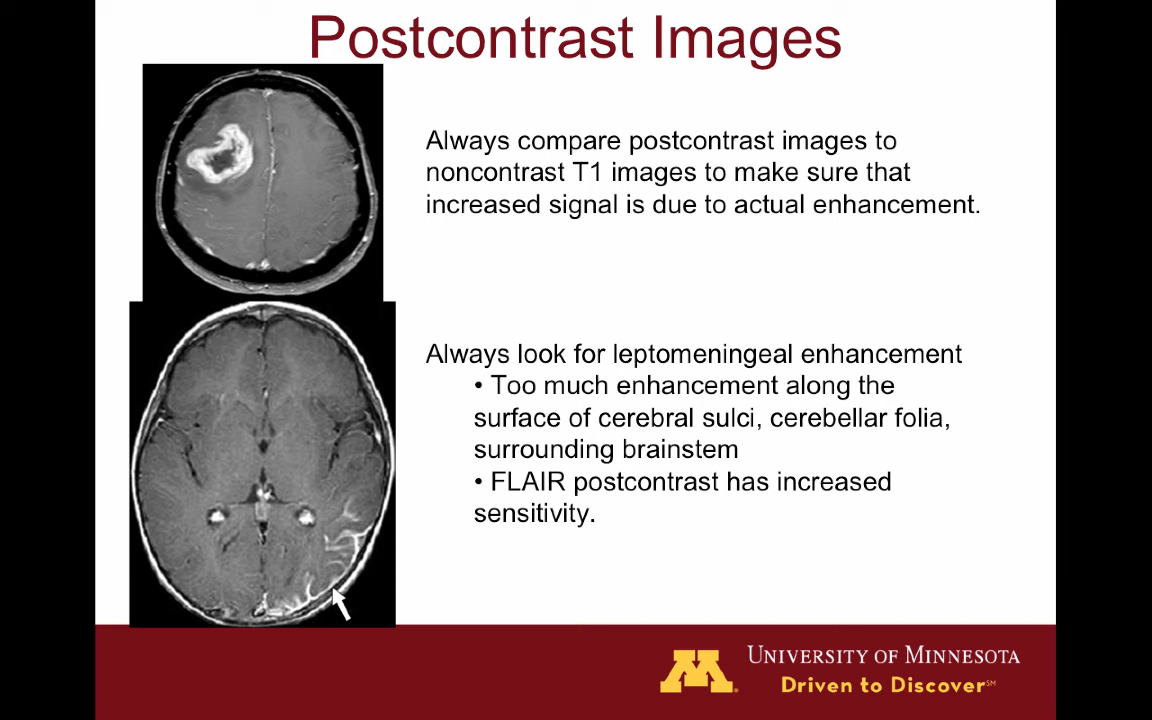 Postcontrast Images
Always compare postcontrast images to
noncontrast T1 images to make sure that
increased signal is due to actual enhancement.
Always look for leptomeningeal enhancement
• Too much enhancement along the
surface of cerebral sulci, cerebellar folia,
surrounding brainstem
• FLAIR postcontrast has increased
sensitivity.
M
UNIVERSITY OF MINNESOTA
Driven to Discover℠